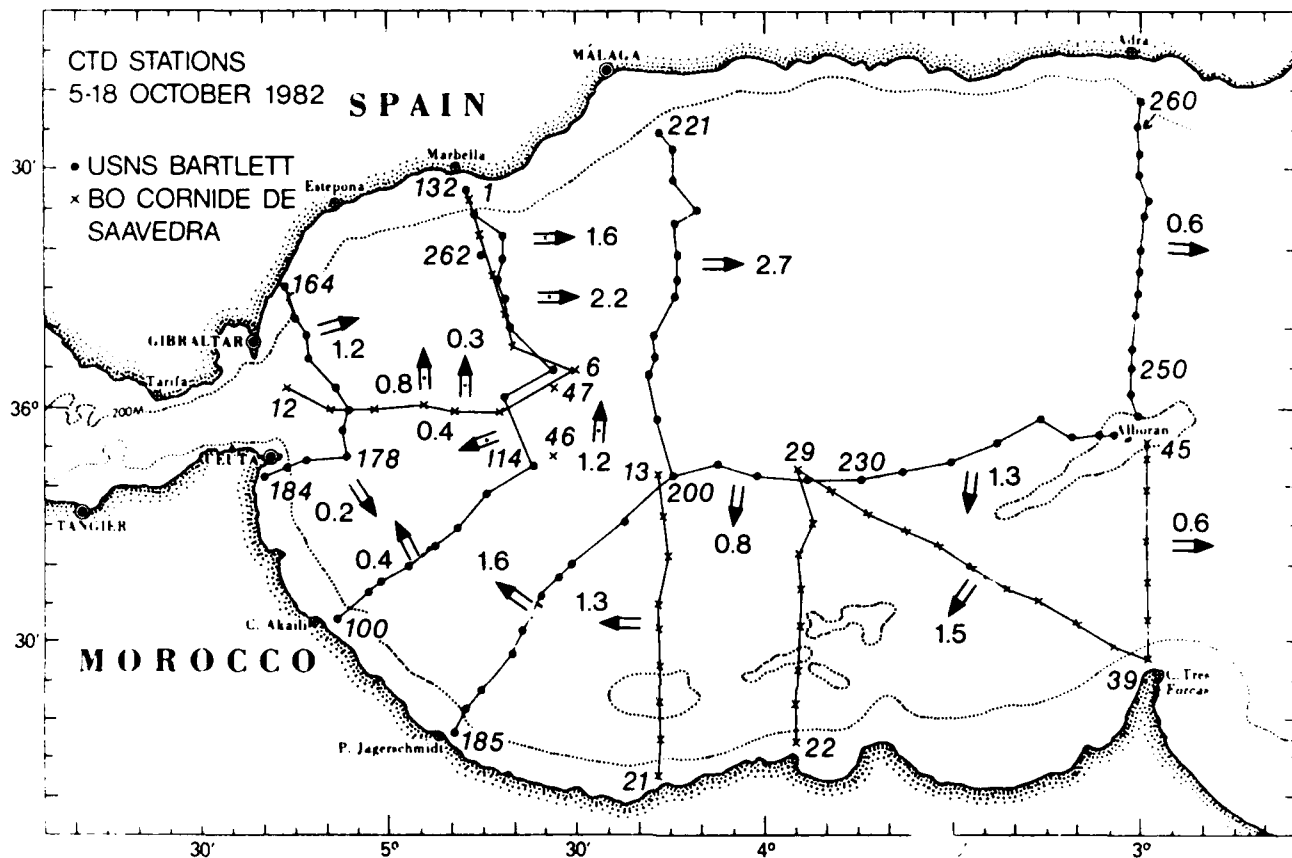 CTD STATIONS
5-18 OCTOBER 1982
SPAIN
MÁLAGA
Adra
• USNS BARTLETT
× BO CORNIDE DE
SAAVEDRA
Marbella
Estepona
132
1
221
260
30'
262
1.6
2.7
0.6
164
2.2
GIBRALTAR
1.2
0.3
6
0.8
47
250
Tarifa
12
36°
200M
0.4
46
Alboran
CEUTA
178
114
1.2
13
29
230
45
184
200
1.3
TANGIER
0.2
0.8
0.6
0.4
1.6
1.3
1.5
C. Akaili
100
30'
MOROCCO
39
C. Tres
Forcas
P. Jagerschmidt
185
21
22
30'
5°
30'
4°
30'
3°